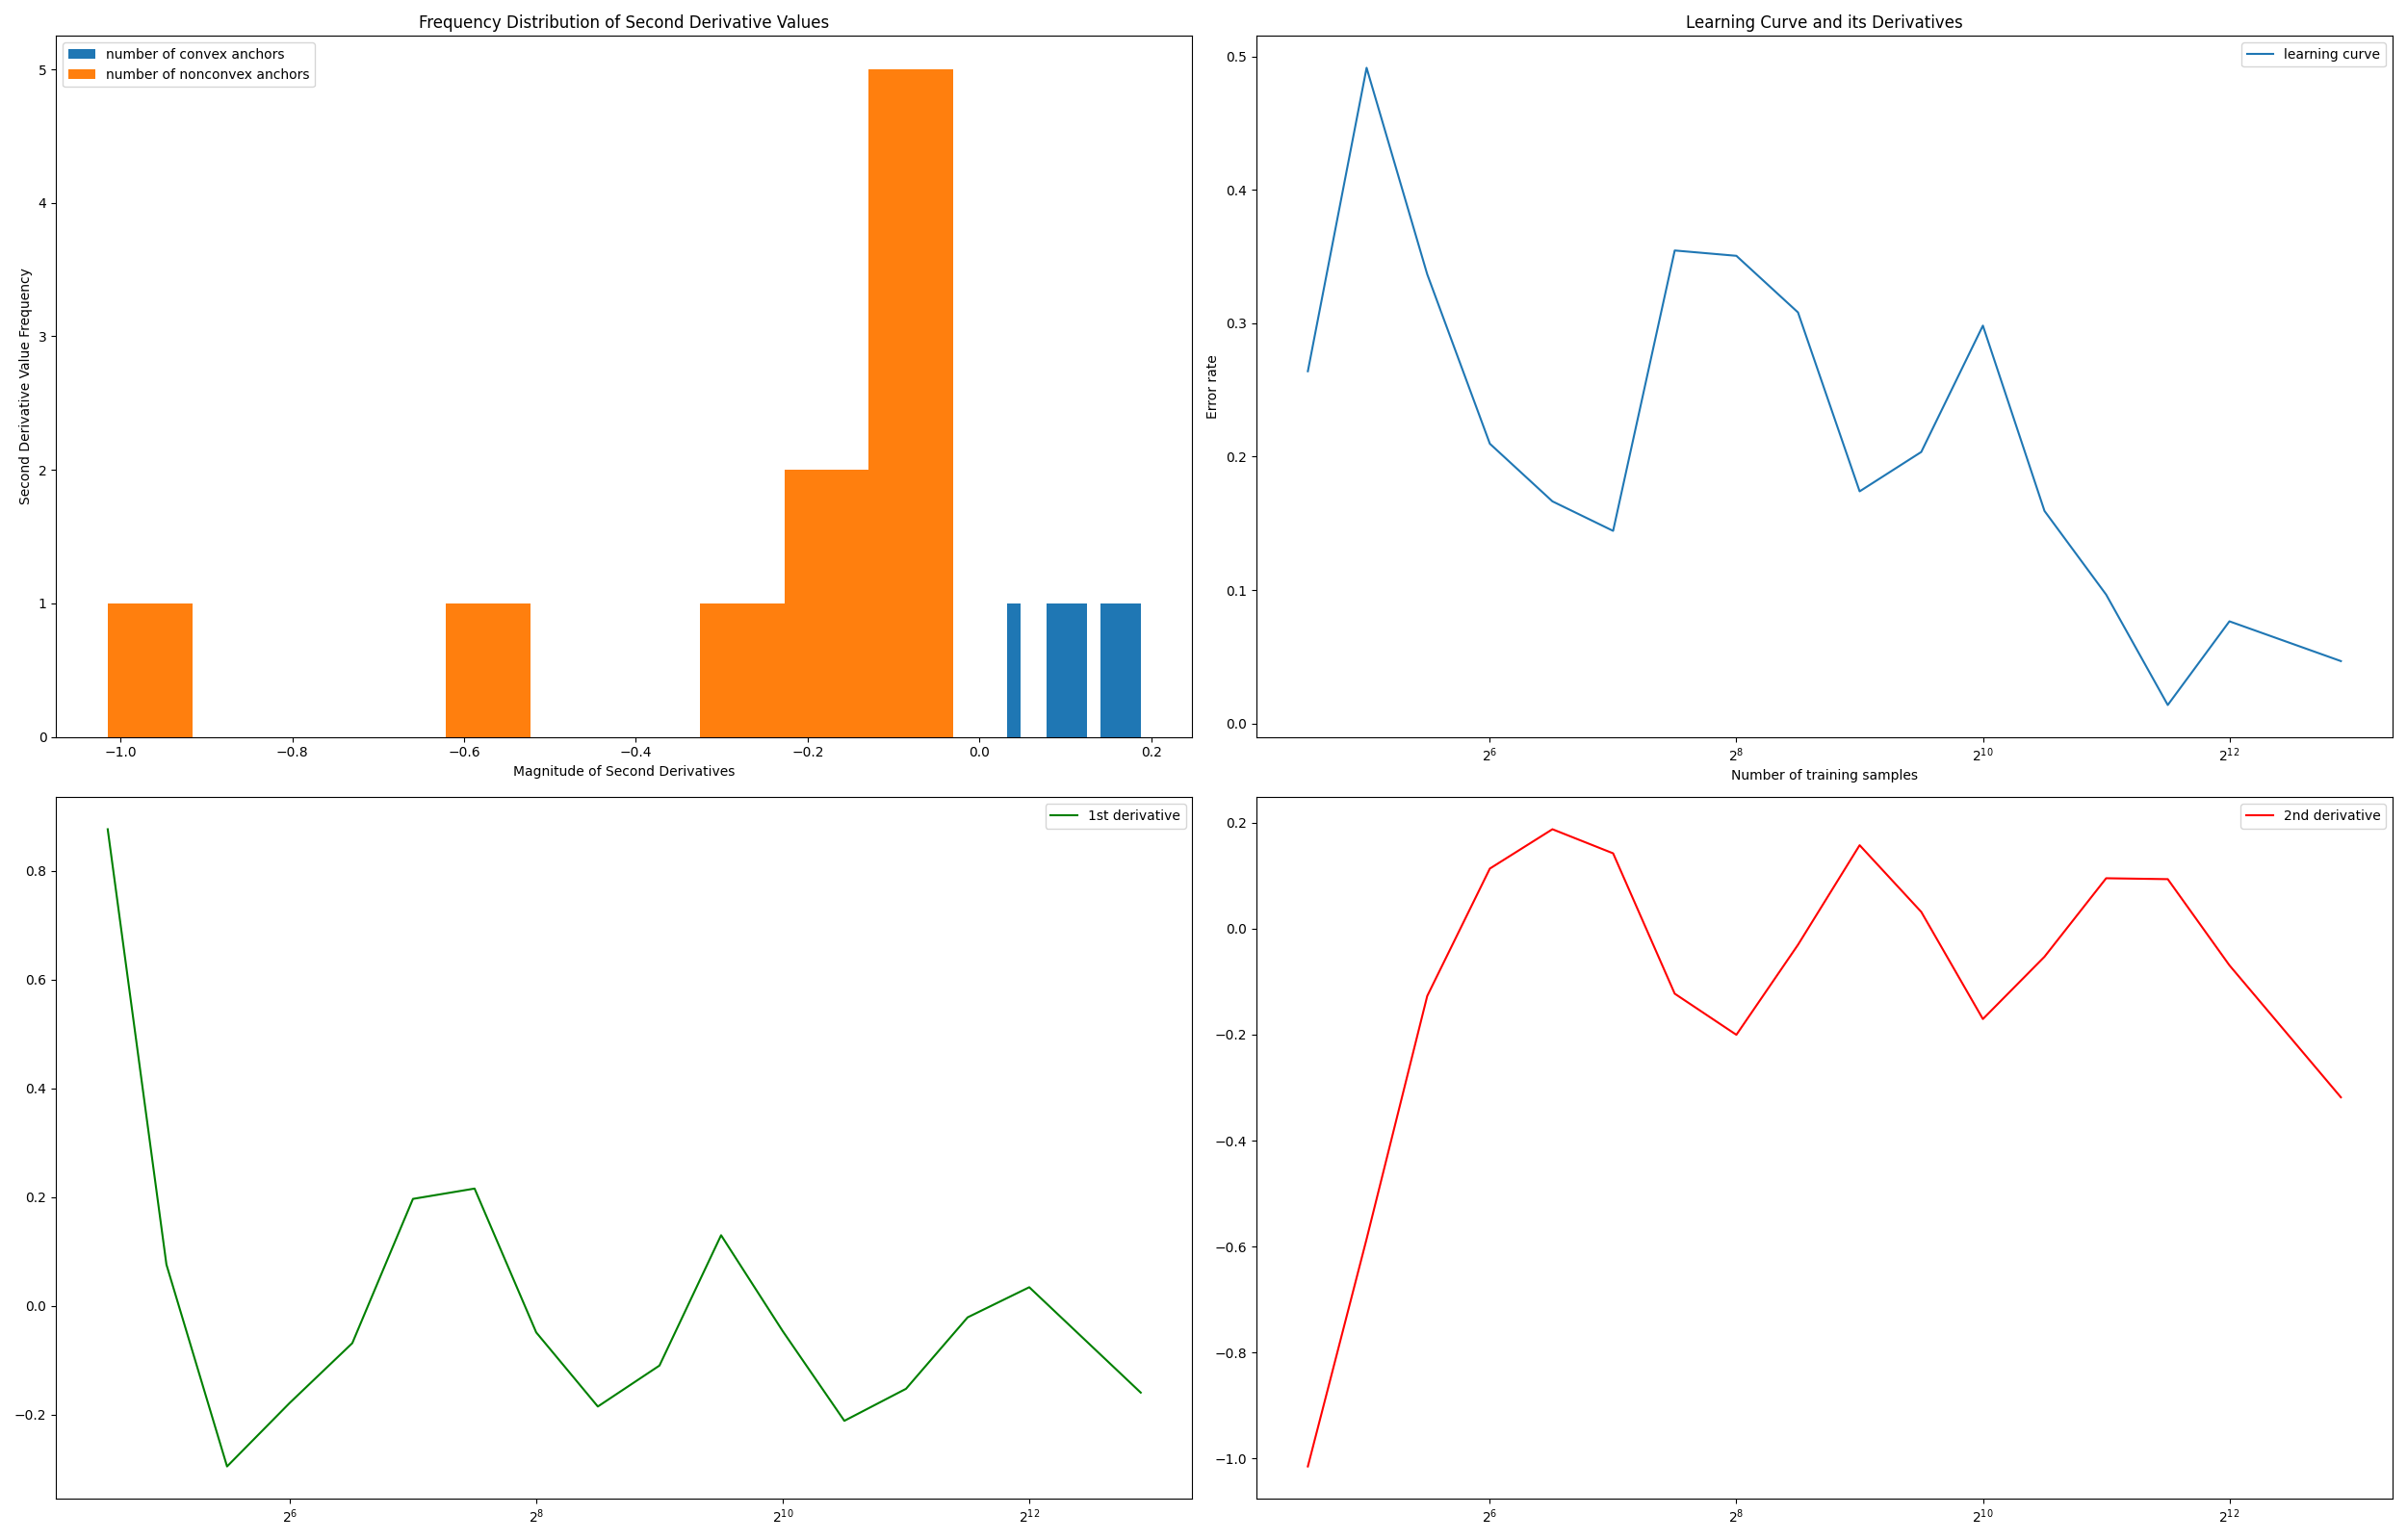 Frequency Distribution of Second Derivative Values
number of convex anchors
number of nonconvex anchors
Second Derivative Value Frequency
5
4
3
2
1
0
−1.0 −0.8 −0.6 −0.4 −0.2 0.0 0.2
Magnitude of Second Derivatives
Learning Curve and its Derivatives
learning curve
Error rate
0.5
0.4
0.3
0.2
0.1
0.0
2^6 2^8 2^10 2^12
Number of training samples
1st derivative
0.8
0.6
0.4
0.2
0.0
−0.2
2^6 2^8 2^10 2^12
2nd derivative
0.2
0.0
−0.2
−0.4
−0.6
−0.8
−1.0
2^6 2^8 2^10 2^12